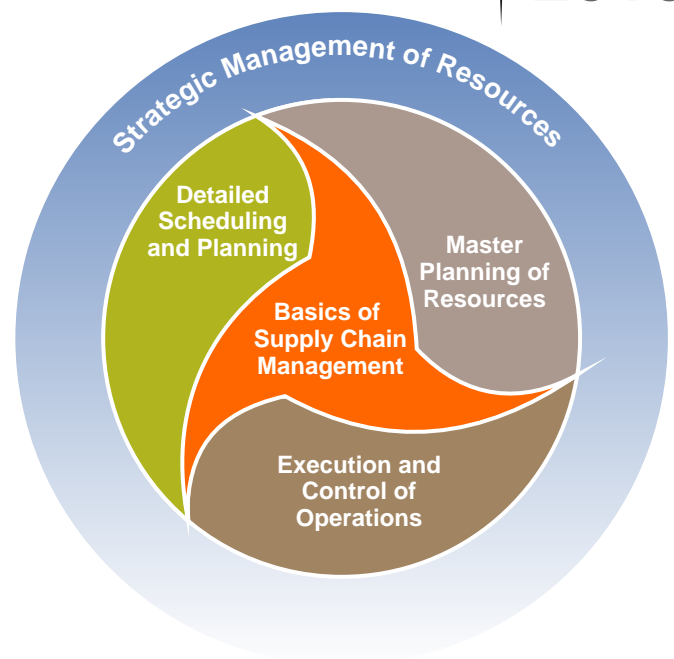 Strategic Management of Resources
Detailed
Scheduling
and Planning
Master
Planning of
Resources
Basics of
Supply Chain
Management
Execution and
Control of
Operations